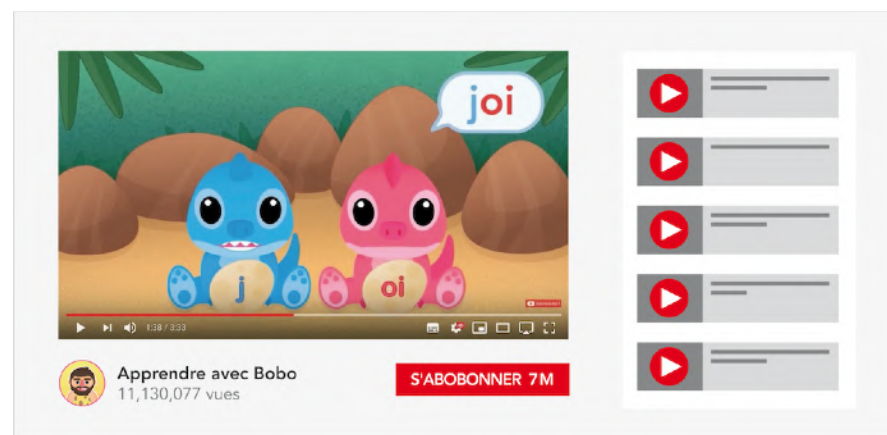 joi
j
oi
1:38 / 3:33
Apprendre avec Bobo
11,130,077 vues
S'ABOBONNER 7M